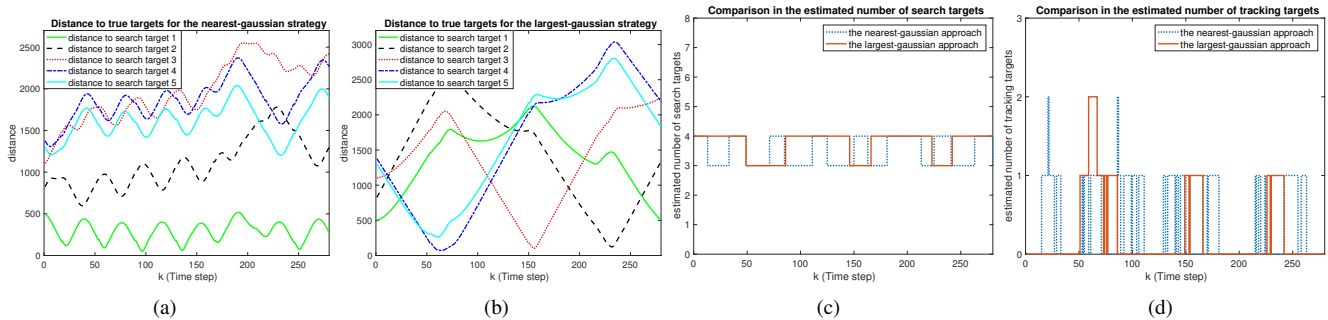 Distance to true targets for the nearest-gaussian strategy
distance to search target 1
distance to search target 2
distance to search target 3
distance to search target 4
distance to search target 5
2500
2000
1500
1000
500
0
distance
0 50 100 150 200 250
k (Time step)
(a)
Distance to true targets for the largest-gaussian strategy
distance to search target 1
distance to search target 2
distance to search target 3
distance to search target 4
distance to search target 5
3000
2500
2000
1500
1000
500
0
distance
0 50 100 150 200 250
k (Time step)
(b)
Comparison in the estimated number of search targets
the nearest-gaussian approach
the largest-gaussian approach
8
7
6
5
4
3
2
1
0
estimated number of search targets
0 50 100 150 200 250
k (Time step)
(c)
Comparison in the estimated number of tracking targets
the nearest-gaussian approach
the largest-gaussian approach
3
2
1
0
estimated number of tracking targets
0 50 100 150 200 250
k (Time step)
(d)